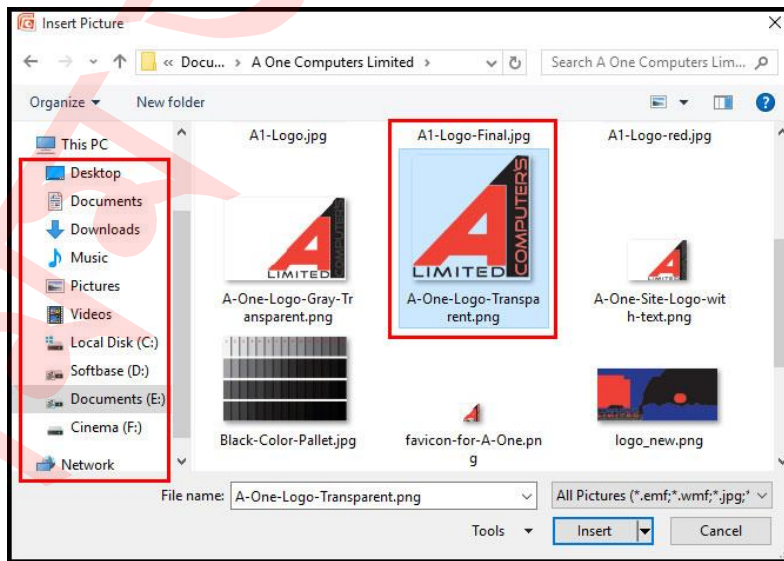 Insert Picture
« Docu... › A One Computers Limited ›
Search A One Computers Lim...
Organize
New folder
This PC
Desktop
Documents
Downloads
Music
Pictures
Videos
Local Disk (C:)
Softbase (D:)
Documents (E:)
Cinema (F:)
Network
A1-Logo.jpg
A1-Logo-Final.jpg
A1-Logo-red.jpg
A
LIMITED
COMPUTER'S
A
LIMITED
COMPUTER'S
A-One-Logo-Gray-Tr
ansparent.png
A-One-Logo-Transpa
rent.png
A-One-Site-Logo-wit
h-text.png
Black-Color-Pallet.jpg
favicon-for-A-One.pn
g
logo_new.png
File name:
A-One-Logo-Transparent.png
All Pictures (*.emf;*.wmf;*.jpg;*
Tools
Insert
Cancel